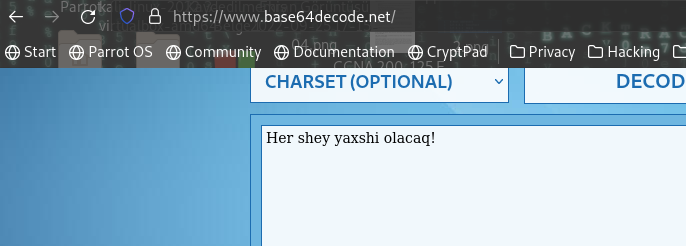 https://www.base64decode.net/
Start Parrot OS Community Documentation CryptPad Privacy Hacking
CHARSET (OPTIONAL) DECOD
Her shey yaxshi olacaq!